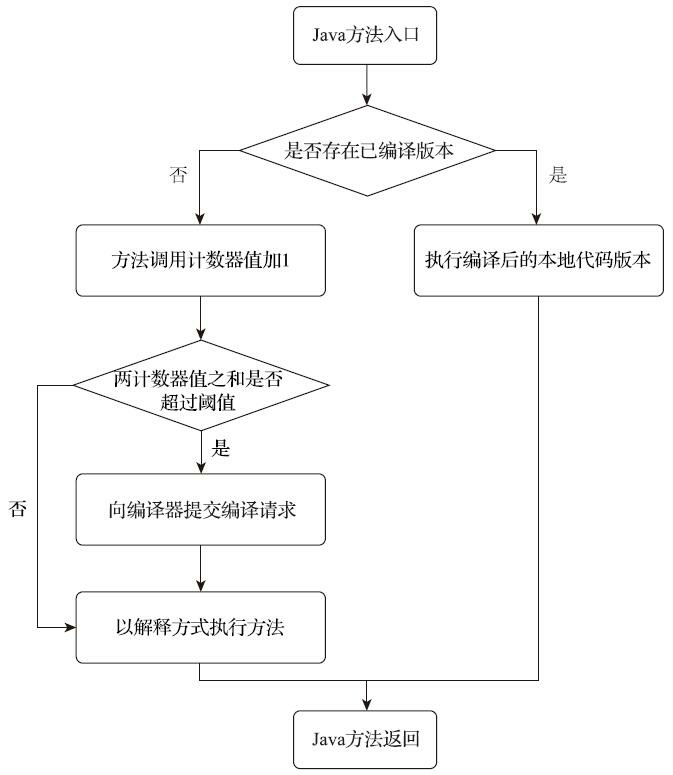 Java方法入口
是否存在已编译版本
否
是
方法调用计数器值加1
执行编译后的本地代码版本
两计数器值之和是否
超过阈值
是
否
向编译器提交编译请求
以解释方式执行方法
Java方法返回